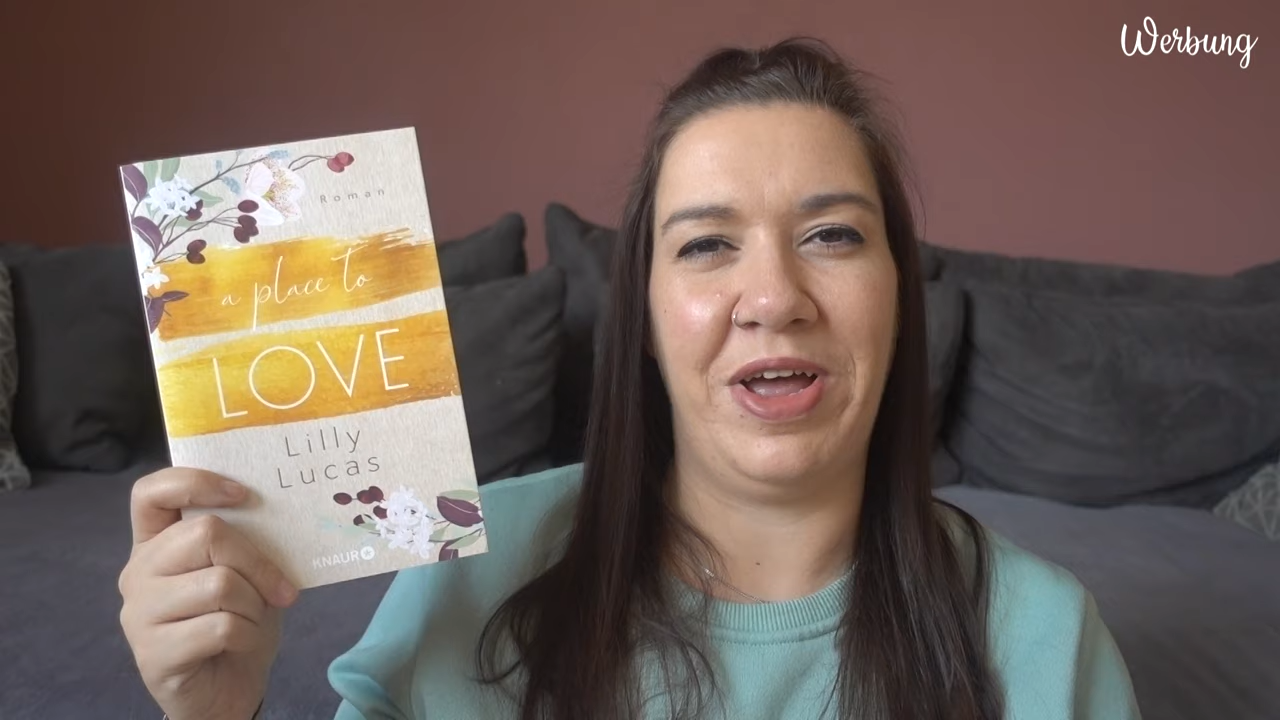 Werbung
Roman
a place to
LOVE
Lilly
Lucas
KNAUR